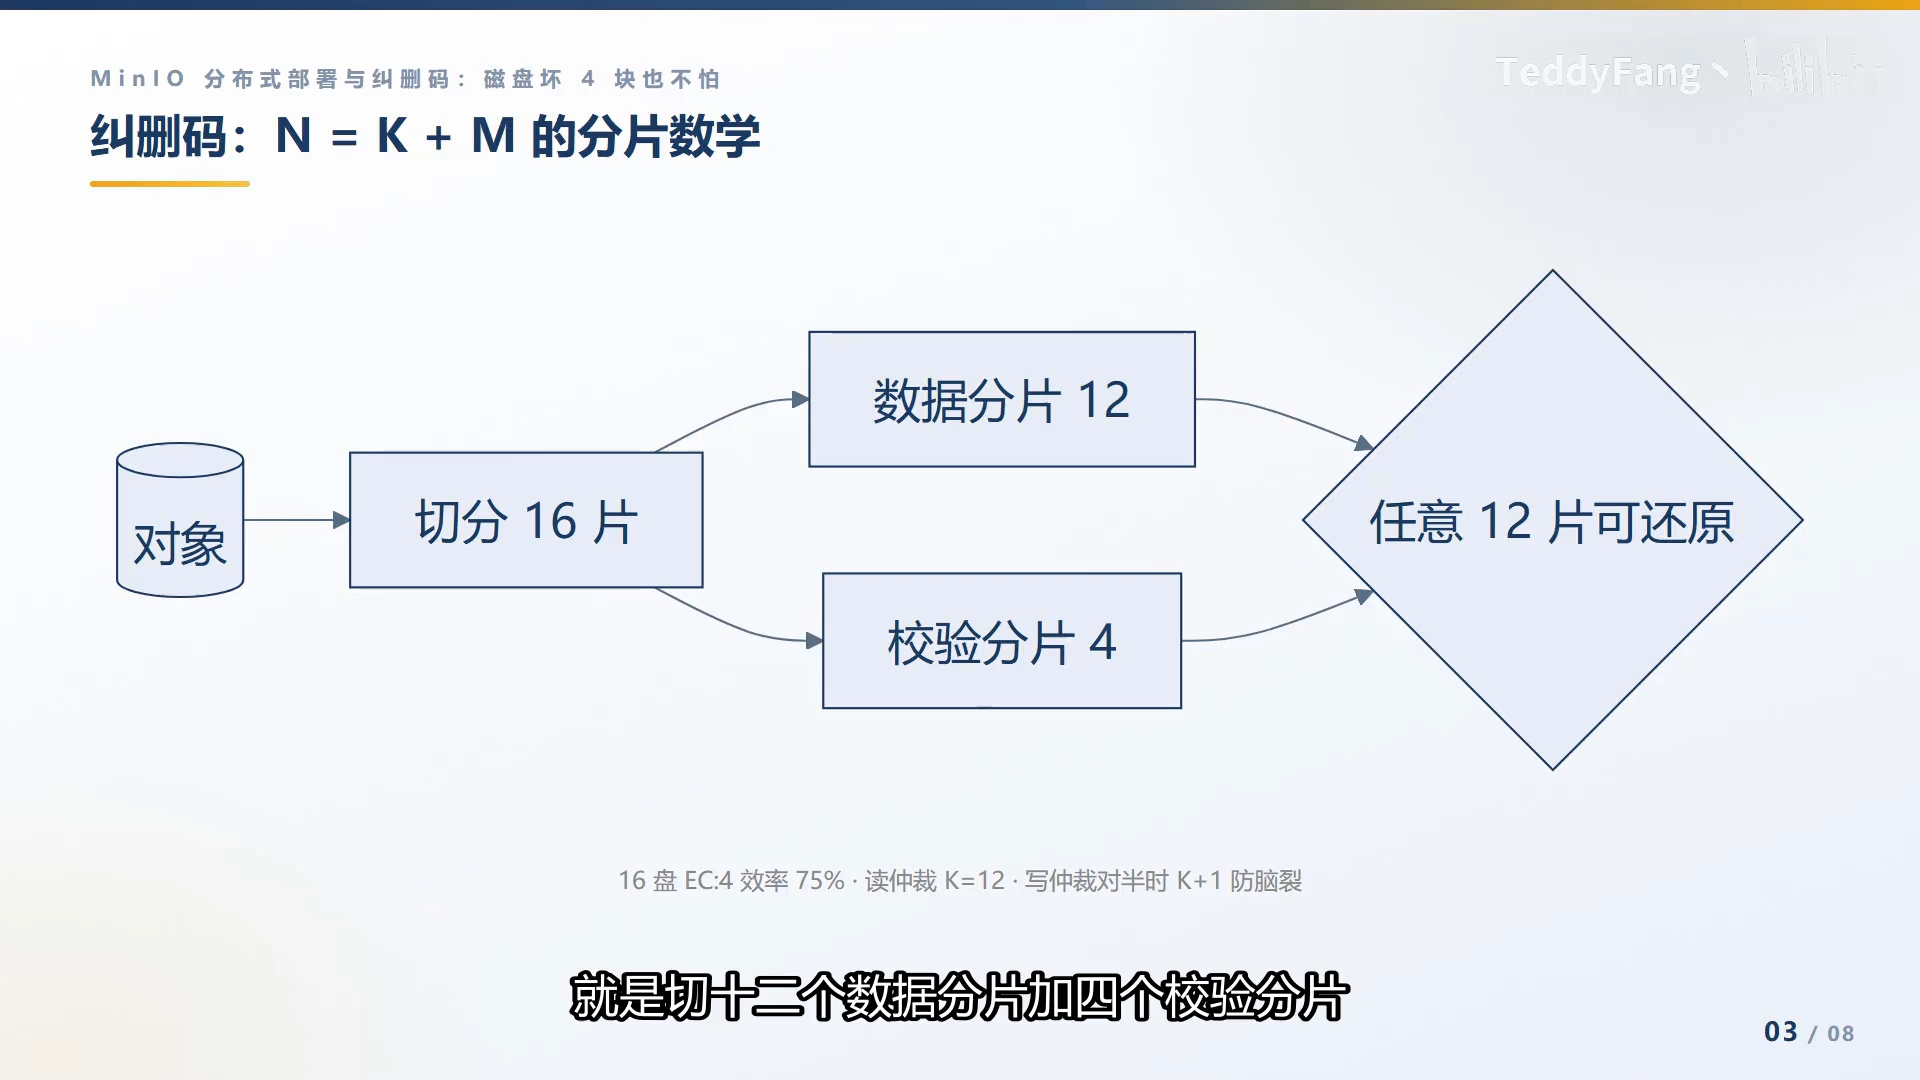 MinIO 分布式部署与纠删码：磁盘坏 4 块也不怕
TeddyFang、 bilibili
纠删码：N = K + M 的分片数学
数据分片 12
对象
切分 16 片
任意 12 片可还原
校验分片 4
16 盘 EC:4 效率 75% · 读仲裁 K=12 · 写仲裁对半时 K+1 防脑裂
就是切十二个数据分片加四个校验分片
03 / 08